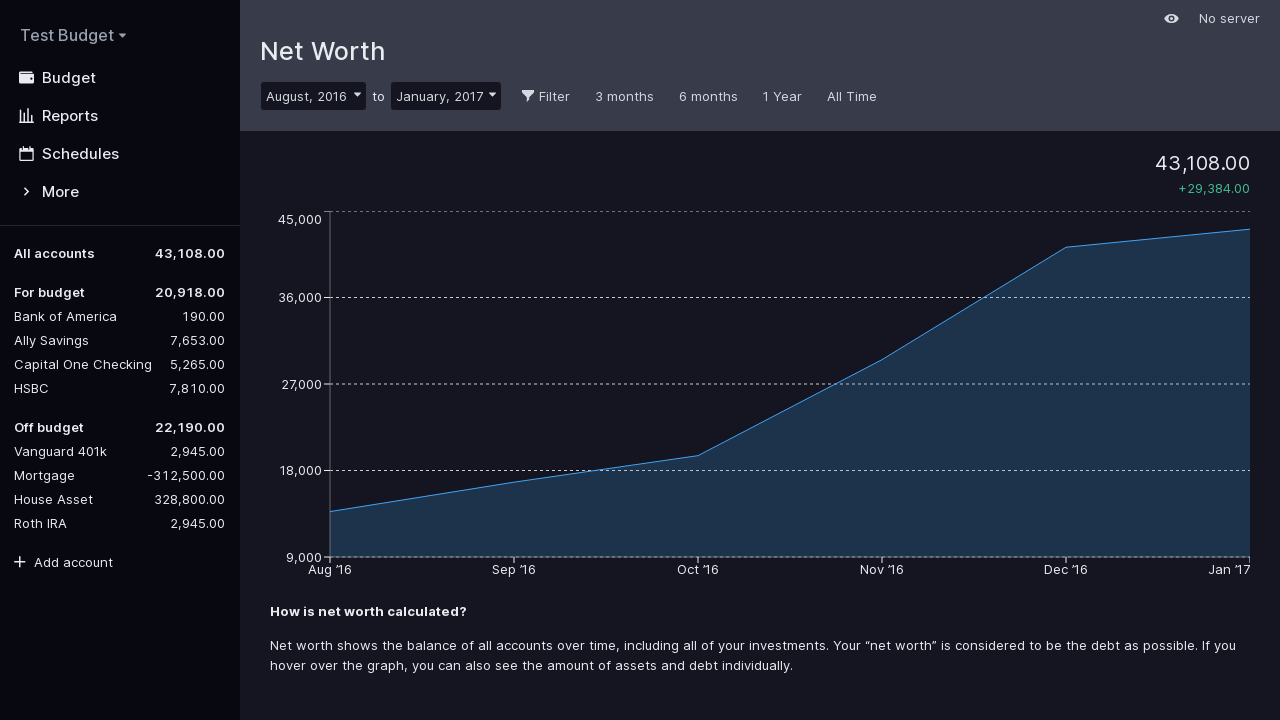 Test Budget
Budget
Reports
Schedules
More
All accounts 43,108.00
For budget 20,918.00
Bank of America 190.00
Ally Savings 7,653.00
Capital One Checking 5,265.00
HSBC 7,810.00
Off budget 22,190.00
Vanguard 401k 2,945.00
Mortgage -312,500.00
House Asset 328,800.00
Roth IRA 2,945.00
Add account
No server
Net Worth
August, 2016 to January, 2017 Filter 3 months 6 months 1 Year All Time
43,108.00
+29,384.00
45,000
36,000
27,000
18,000
9,000
Aug ’16 Sep ’16 Oct ’16 Nov ’16 Dec ’16 Jan ’17
How is net worth calculated?
Net worth shows the balance of all accounts over time, including all of your investments. Your “net worth” is considered to be the debt as possible. If you
hover over the graph, you can also see the amount of assets and debt individually.